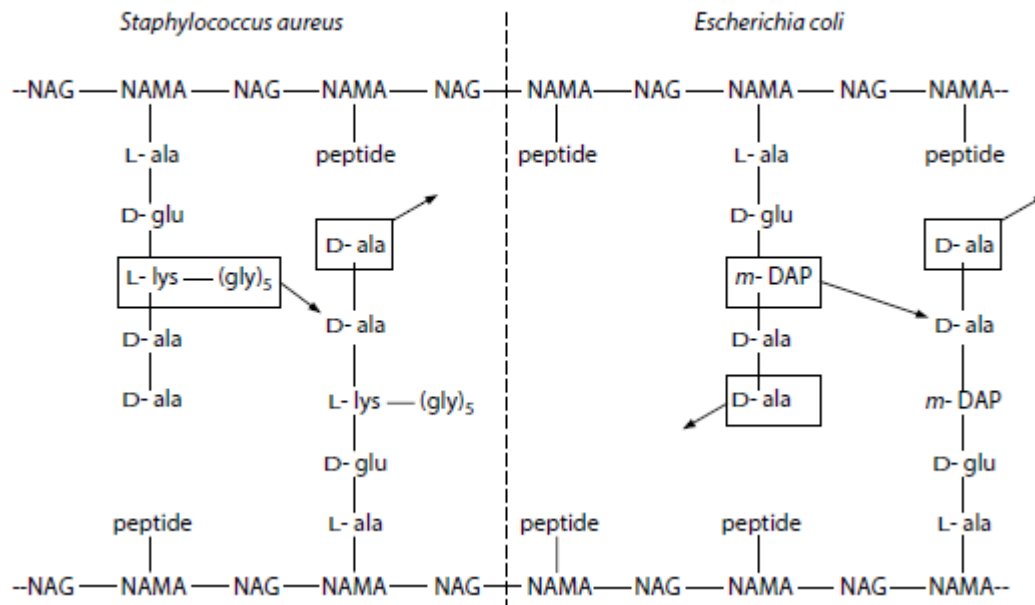 Staphylococcus aureus Escherichia coli
--NAG NAMA NAG NAMA NAG NAMA NAG NAMA NAG NAMA--
L- ala peptide peptide L- ala peptide
D- glu D- glu
D- ala D- ala
L- lys (gly)5 m- DAP
D- ala D- ala D- ala D- ala
D- ala L- lys (gly)5 D- ala m- DAP
D- glu D- glu
peptide L- ala peptide peptide L- ala
--NAG NAMA NAG NAMA NAG NAMA NAG NAMA NAG NAMA--